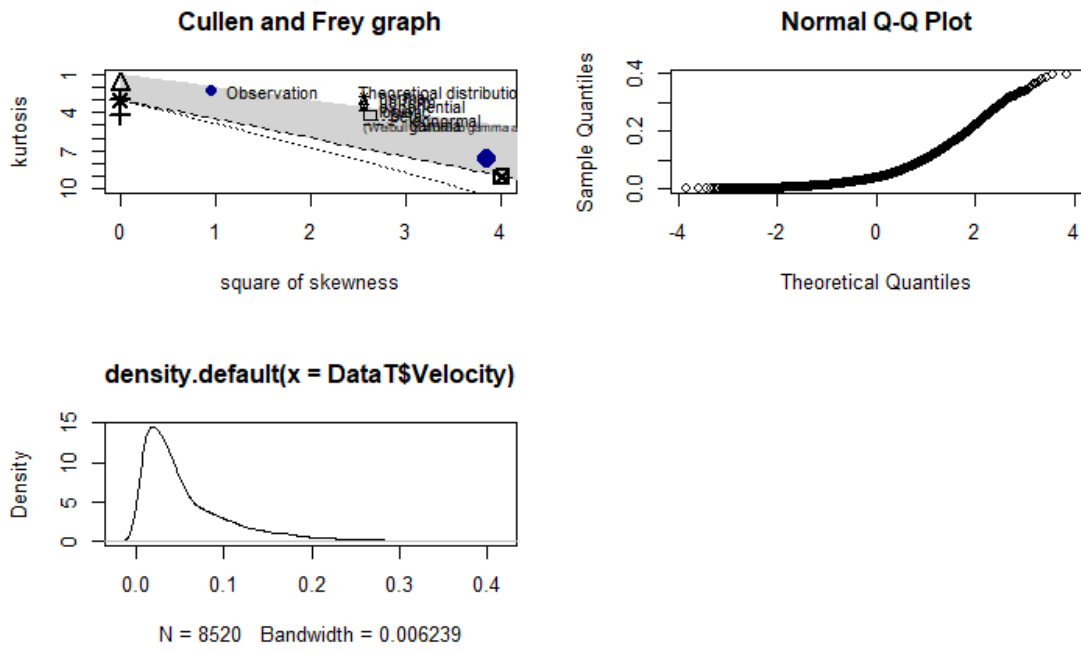 Cullen and Frey graph
kurtosis
1
4
7
10
Observation
Theoretical distributio
0 1 2 3 4
square of skewness
Normal Q-Q Plot
Sample Quantiles
0.0 0.2 0.4
-4 -2 0 2 4
Theoretical Quantiles
density.default(x = DataT$Velocity)
Density
0 5 10 15
0.0 0.1 0.2 0.3 0.4
N = 8520 Bandwidth = 0.006239